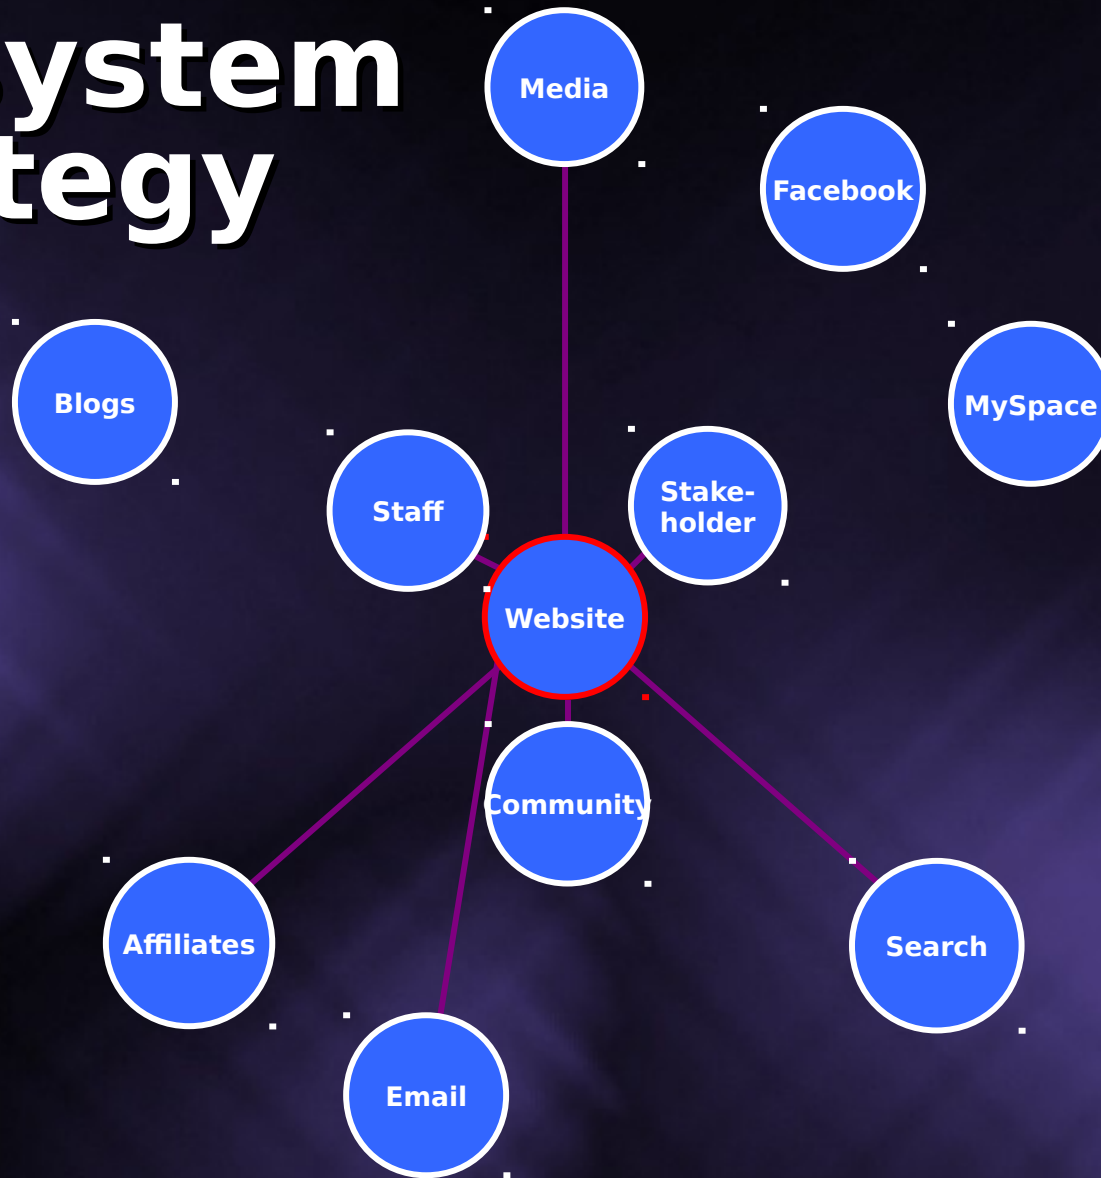 ystem
tegy
Media
Facebook
Blogs
MySpace
Staff
Stake-
holder
Website
Community
Affiliates
Search
Email